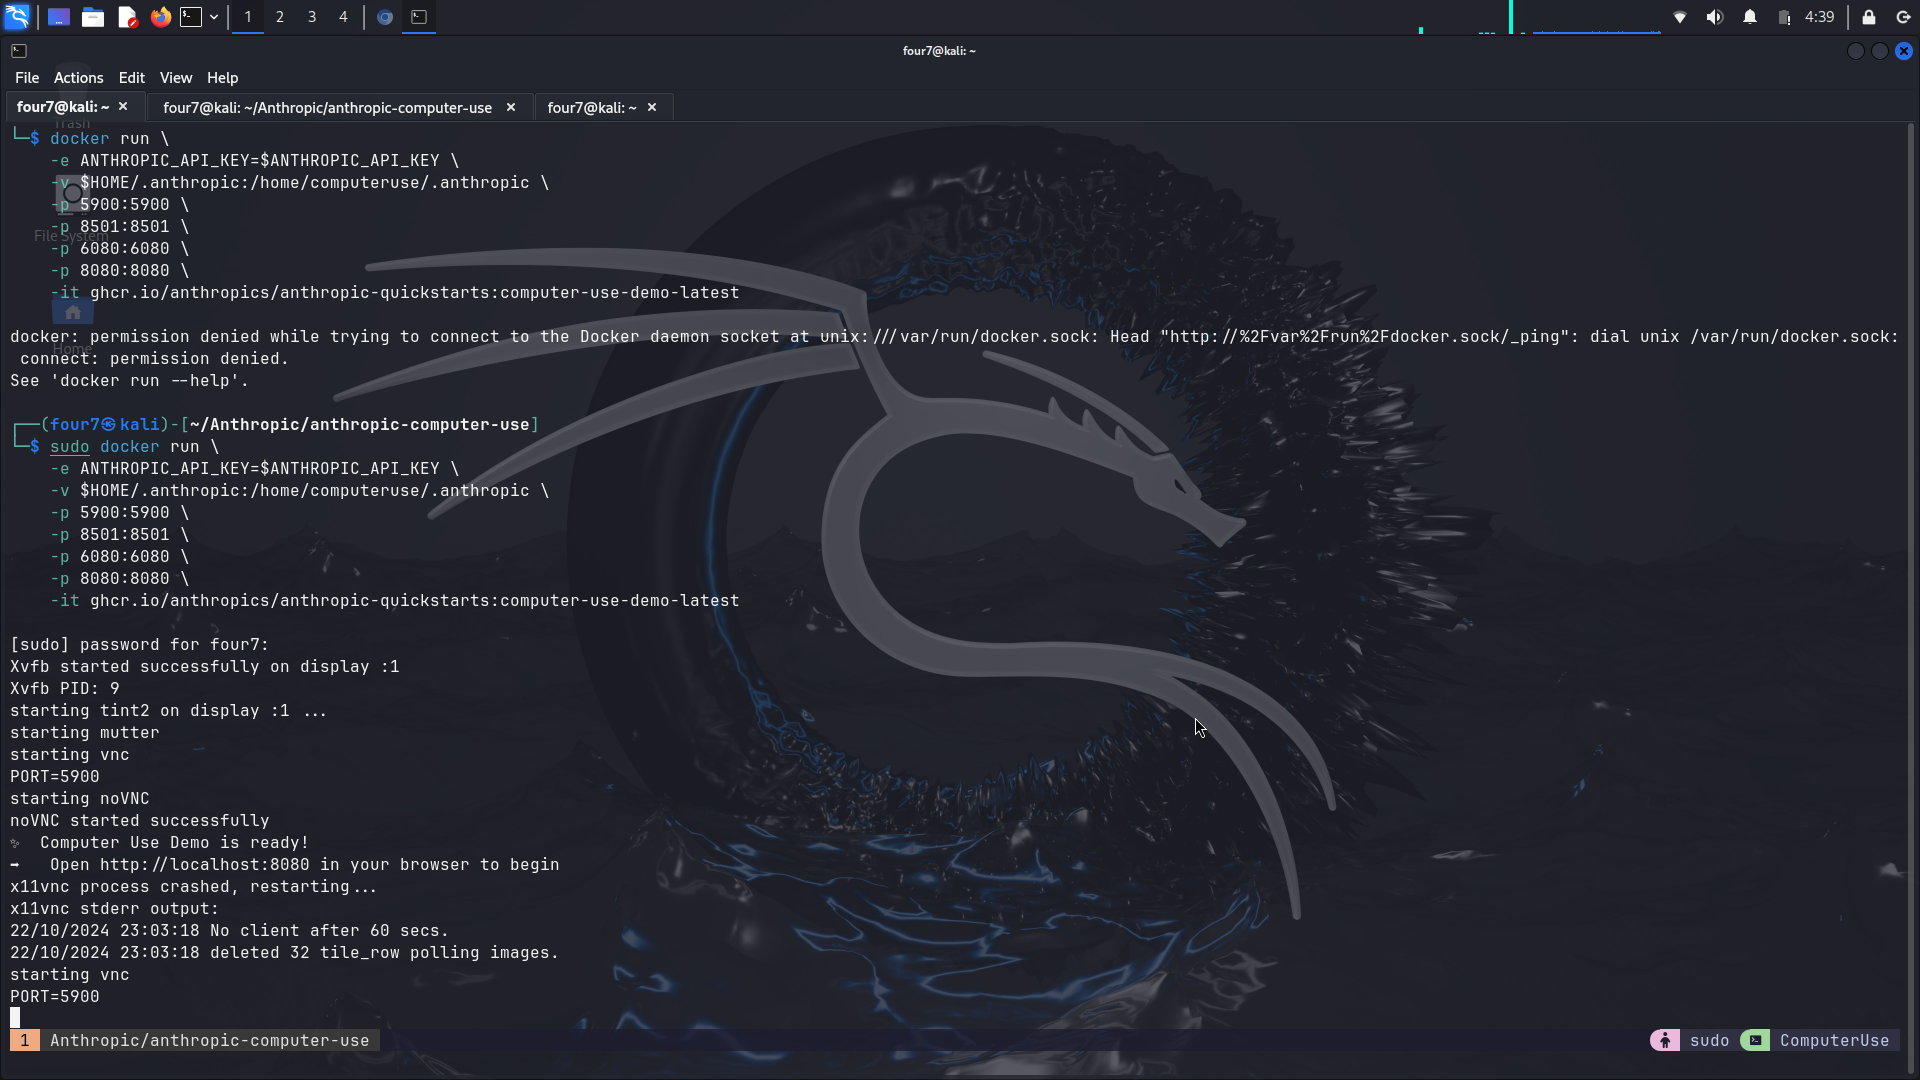 1 2 3 4 4:39
four7@kali: ~
File Actions Edit View Help
four7@kali: ~ four7@kali: ~/Anthropic/anthropic-computer-use four7@kali: ~
Trash
└─$ docker run \
-e ANTHROPIC_API_KEY=$ANTHROPIC_API_KEY \
-v $HOME/.anthropic:/home/computeruse/.anthropic \
-p 5900:5900 \
-p 8501:8501 \
File System
-p 6080:6080 \
-p 8080:8080 \
-it ghcr.io/anthropics/anthropic-quickstarts:computer-use-demo-latest
docker: permission denied while trying to connect to the Docker daemon socket at unix:///var/run/docker.sock: Head "http://%2Fvar%2Frun%2Fdocker.sock/_ping": dial unix /var/run/docker.sock:
Home
connect: permission denied.
See 'docker run --help'.
┌──(four7㉿kali)-[~/Anthropic/anthropic-computer-use]
└─$ sudo docker run \
-e ANTHROPIC_API_KEY=$ANTHROPIC_API_KEY \
-v $HOME/.anthropic:/home/computeruse/.anthropic \
-p 5900:5900 \
-p 8501:8501 \
-p 6080:6080 \
-p 8080:8080 \
-it ghcr.io/anthropics/anthropic-quickstarts:computer-use-demo-latest
[sudo] password for four7:
Xvfb started successfully on display :1
Xvfb PID: 9
starting tint2 on display :1 ...
starting mutter
starting vnc
PORT=5900
starting noVNC
noVNC started successfully
✨ Computer Use Demo is ready!
➡ Open http://localhost:8080 in your browser to begin
x11vnc process crashed, restarting...
x11vnc stderr output:
22/10/2024 23:03:18 No client after 60 secs.
22/10/2024 23:03:18 deleted 32 tile_row polling images.
starting vnc
PORT=5900
1 Anthropic/anthropic-computer-use sudo ComputerUse